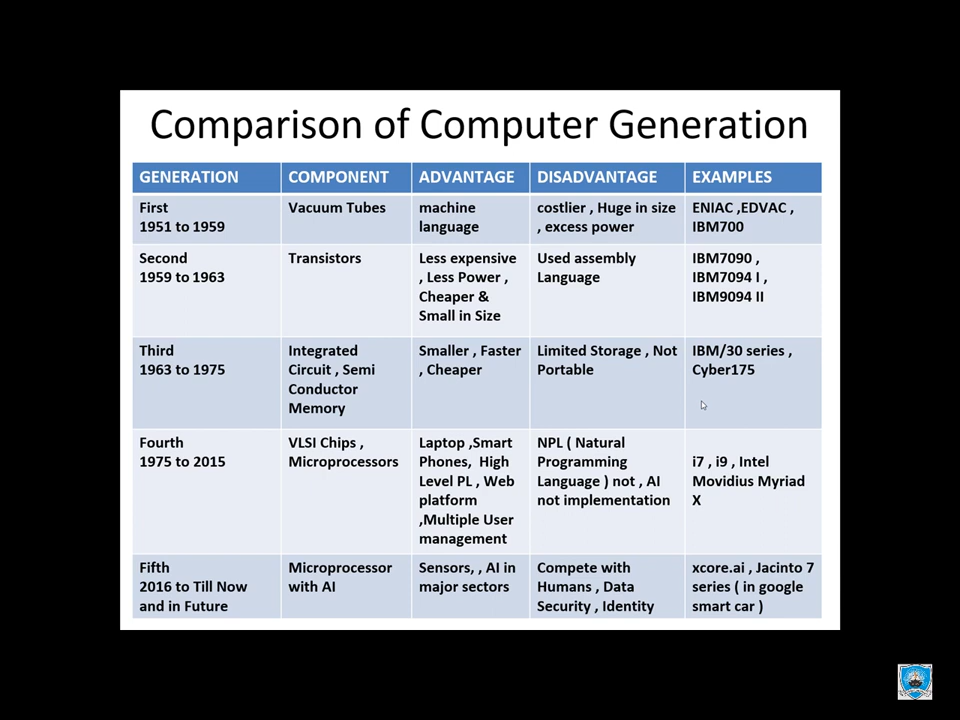 Comparison of Computer Generation
GENERATION COMPONENT ADVANTAGE DISADVANTAGE EXAMPLES
First
1951 to 1959
Vacuum Tubes
machine
language
costlier , Huge in size
, excess power
ENIAC ,EDVAC ,
IBM700
Second
1959 to 1963
Transistors
Less expensive
, Less Power ,
Cheaper &
Small in Size
Used assembly
Language
IBM7090 ,
IBM7094 I ,
IBM9094 II
Third
1963 to 1975
Integrated
Circuit , Semi
Conductor
Memory
Smaller , Faster
, Cheaper
Limited Storage , Not
Portable
IBM/30 series ,
Cyber175
Fourth
1975 to 2015
VLSI Chips ,
Microprocessors
Laptop ,Smart
Phones, High
Level PL , Web
platform
,Multiple User
management
NPL ( Natural
Programming
Language ) not , AI
not implementation
i7 , i9 , Intel
Movidius Myriad
X
Fifth
2016 to Till Now
and in Future
Microprocessor
with AI
Sensors, , AI in
major sectors
Compete with
Humans , Data
Security , Identity
xcore.ai , Jacinto 7
series ( in google
smart car )